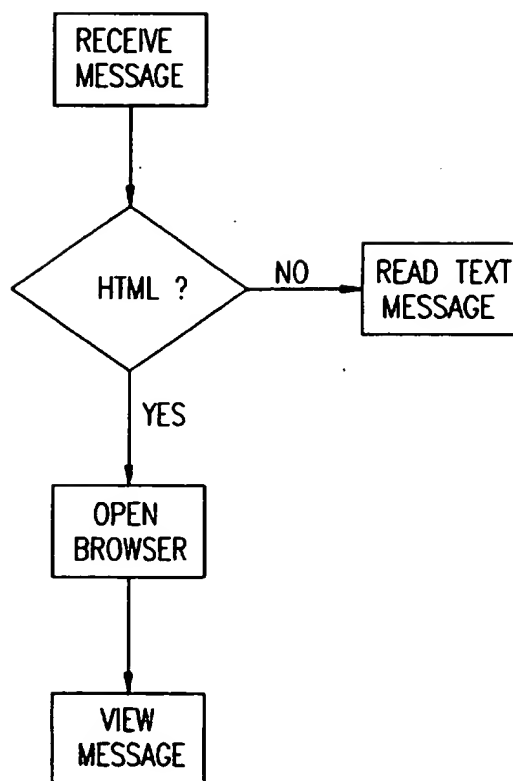 RECEIVE
MESSAGE
HTML ?
NO
READ TEXT
MESSAGE
YES
OPEN
BROWSER
VIEW
MESSAGE